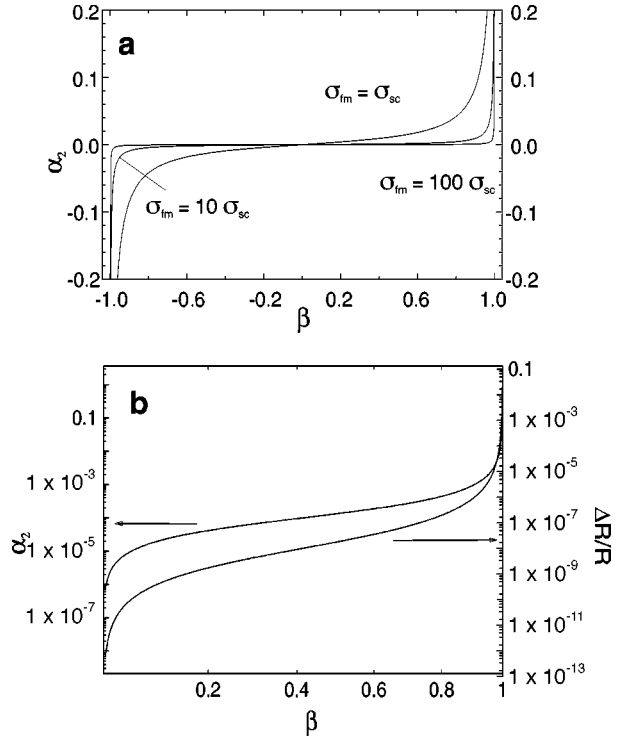 a
0.2
0.1
0.0
-0.1
-0.2
α₂
σfm = σsc
σfm = 100 σsc
σfm = 10 σsc
0.2
0.1
0.0
-0.1
-0.2
-1.0 -0.6 -0.2 0.2 0.6 1.0
β
b
0.1
1 x 10⁻³
1 x 10⁻⁵
1 x 10⁻⁷
α₂
0.1
1 x 10⁻³
1 x 10⁻⁵
1 x 10⁻⁷
1 x 10⁻⁹
1 x 10⁻¹¹
1 x 10⁻¹³
ΔR/R
0.2 0.4 0.6 0.8 1
β